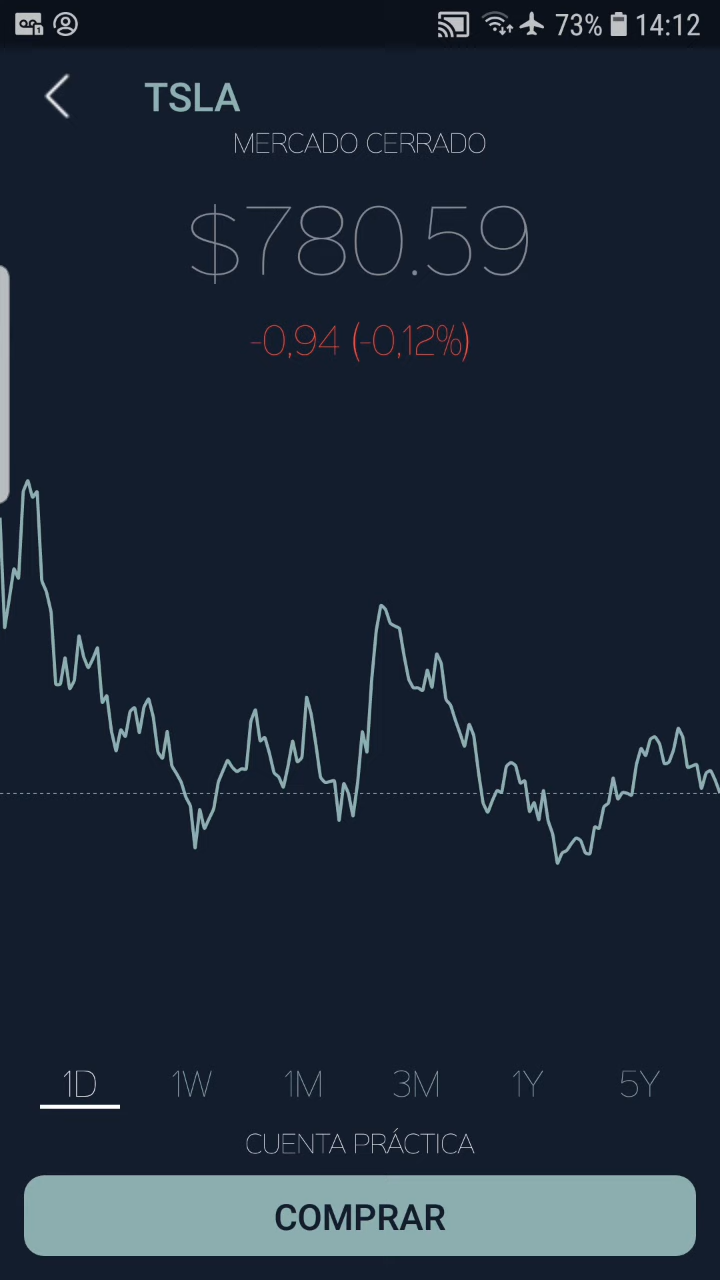 73% 14:12
TSLA
MERCADO CERRADO
$780.59
-0,94 (-0,12%)
1D 1W 1M 3M 1Y 5Y
CUENTA PRÁCTICA
COMPRAR